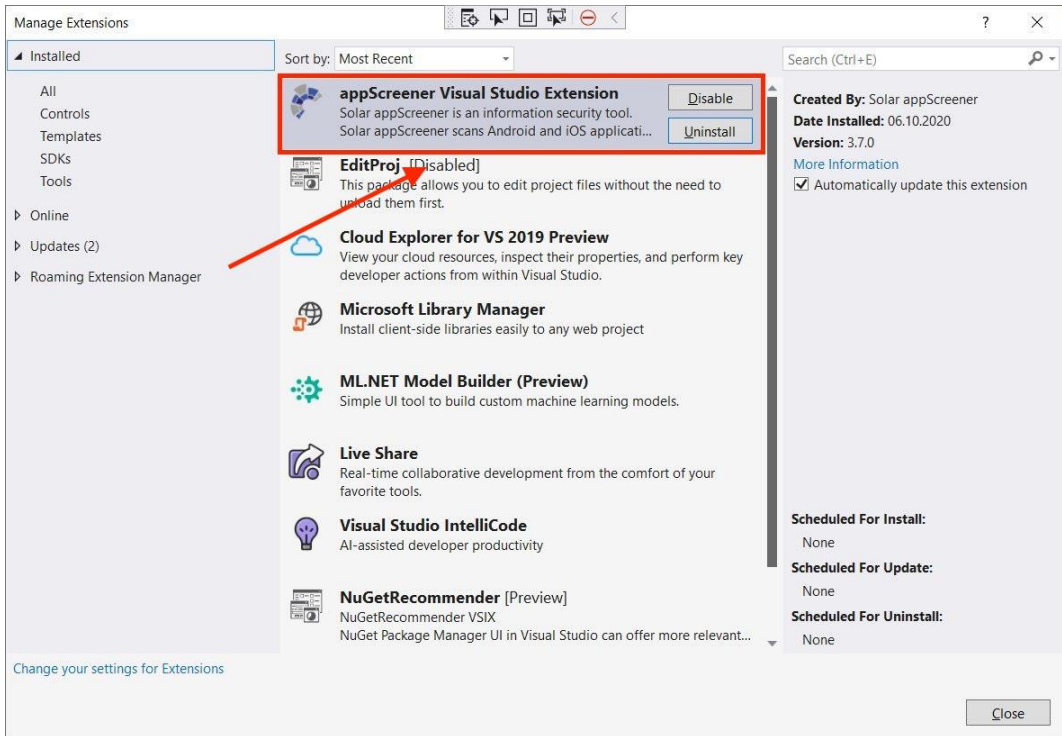 Manage Extensions
?
Installed
All
Controls
Templates
SDKs
Tools
Online
Updates (2)
Roaming Extension Manager
Sort by: Most Recent
appScreener Visual Studio Extension
Solar appScreener is an information security tool.
Solar appScreener scans Android and iOS applicati...
Disable
Uninstall
EditProj [Disabled]
This package allows you to edit project files without the need to
unload them first.
Cloud Explorer for VS 2019 Preview
View your cloud resources, inspect their properties, and perform key
developer actions from within Visual Studio.
Microsoft Library Manager
Install client-side libraries easily to any web project
ML.NET Model Builder (Preview)
Simple UI tool to build custom machine learning models.
Live Share
Real-time collaborative development from the comfort of your
favorite tools.
Visual Studio IntelliCode
AI-assisted developer productivity
NuGetRecommender [Preview]
NuGetRecommender VSIX
NuGet Package Manager UI in Visual Studio can offer more relevant...
Search (Ctrl+E)
Created By: Solar appScreener
Date Installed: 06.10.2020
Version: 3.7.0
More Information
Automatically update this extension
Scheduled For Install:
None
Scheduled For Update:
None
Scheduled For Uninstall:
None
Change your settings for Extensions
Close